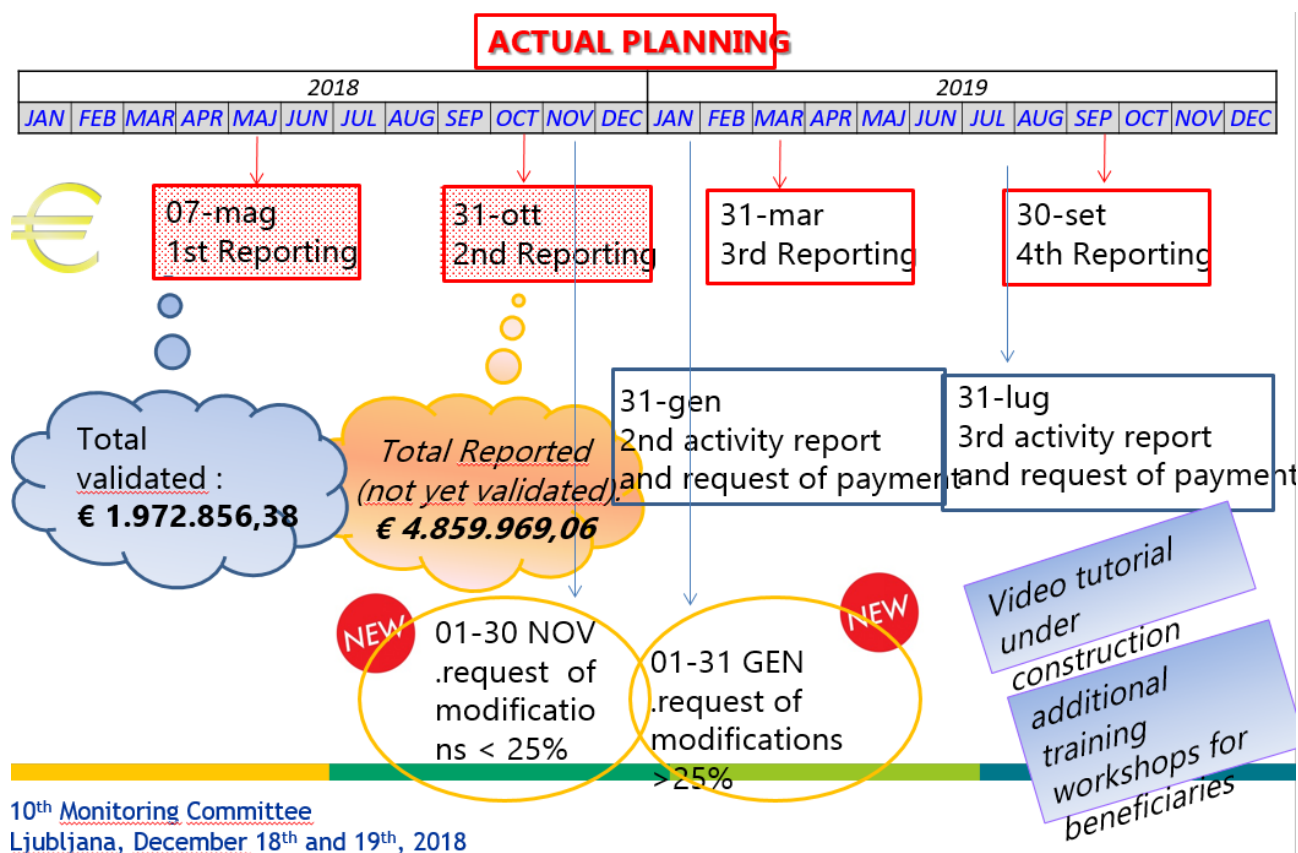 ACTUAL PLANNING
2018 2019
JAN FEB MAR APR MAJ JUN JUL AUG SEP OCT NOV DEC JAN FEB MAR APR MAJ JUN JUL AUG SEP OCT NOV DEC
€
07-mag
1st Reporting
31-ott
2nd Reporting
31-mar
3rd Reporting
30-set
4th Reporting
Total
validated :
€ 1.972.856,38
Total Reported
(not yet validated):
€ 4.859.969,06
31-gen
2nd activity report
and request of payment
31-lug
3rd activity report
and request of payment
NEW
01-30 NOV
.request of
modificatio
ns < 25%
01-31 GEN
.request of
modifications
>25%
NEW
Video tutorial
under
construction
additional
training
workshops for
beneficiaries
10th Monitoring Committee
Ljubljana, December 18th and 19th, 2018